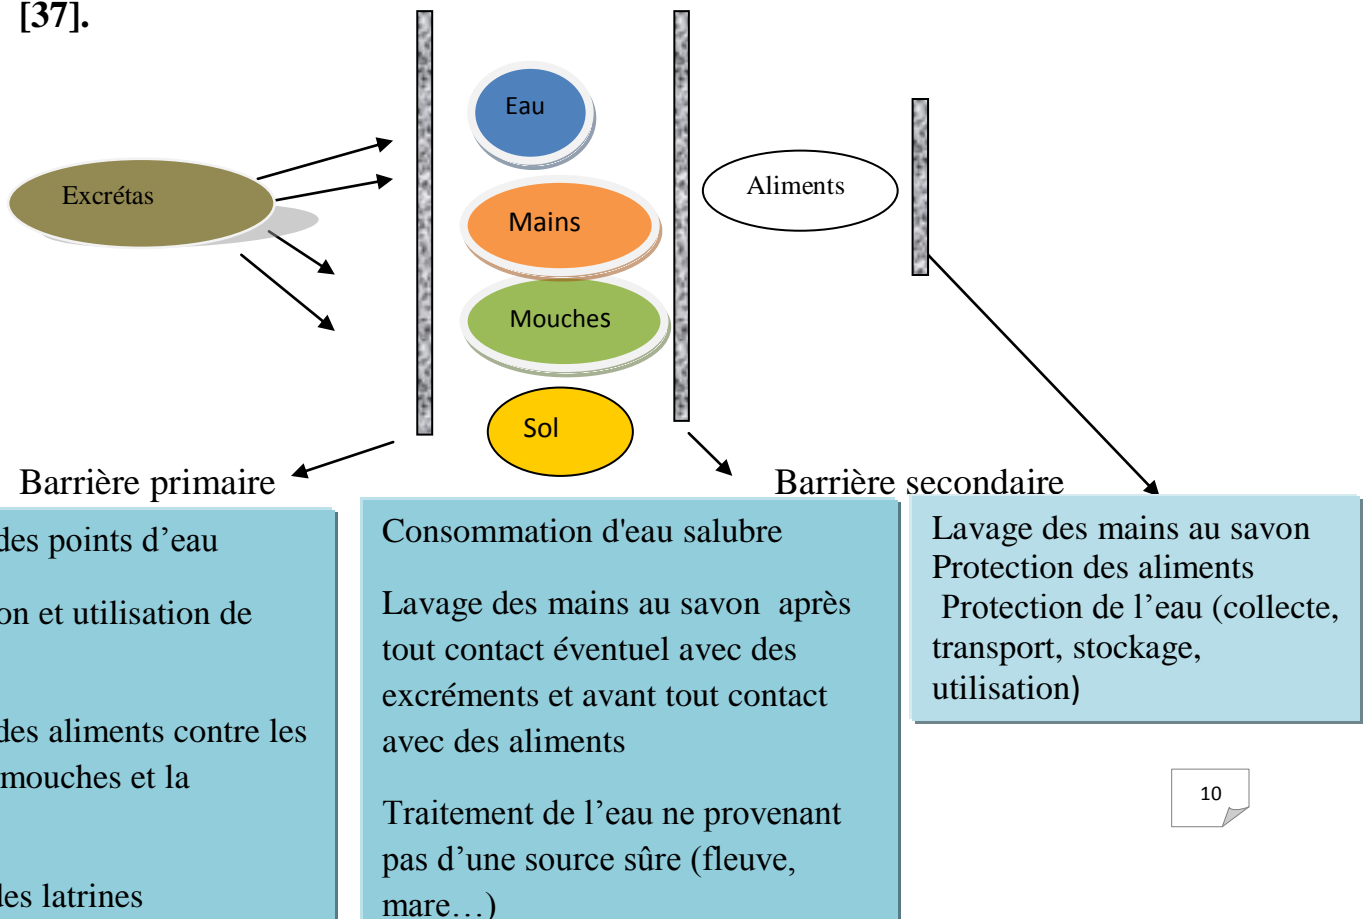 [37].
Eau
Excrétas
Aliments
Mains
Mouches
Sol
Barrière primaire
Barrière secondaire
des points d’eau
on et utilisation de
des aliments contre les
mouches et la
des latrines
Consommation d'eau salubre
Lavage des mains au savon après
tout contact éventuel avec des
excréments et avant tout contact
avec des aliments
Traitement de l’eau ne provenant
pas d’une source sûre (fleuve,
mare…)
Lavage des mains au savon
Protection des aliments
Protection de l’eau (collecte,
transport, stockage,
utilisation)
10